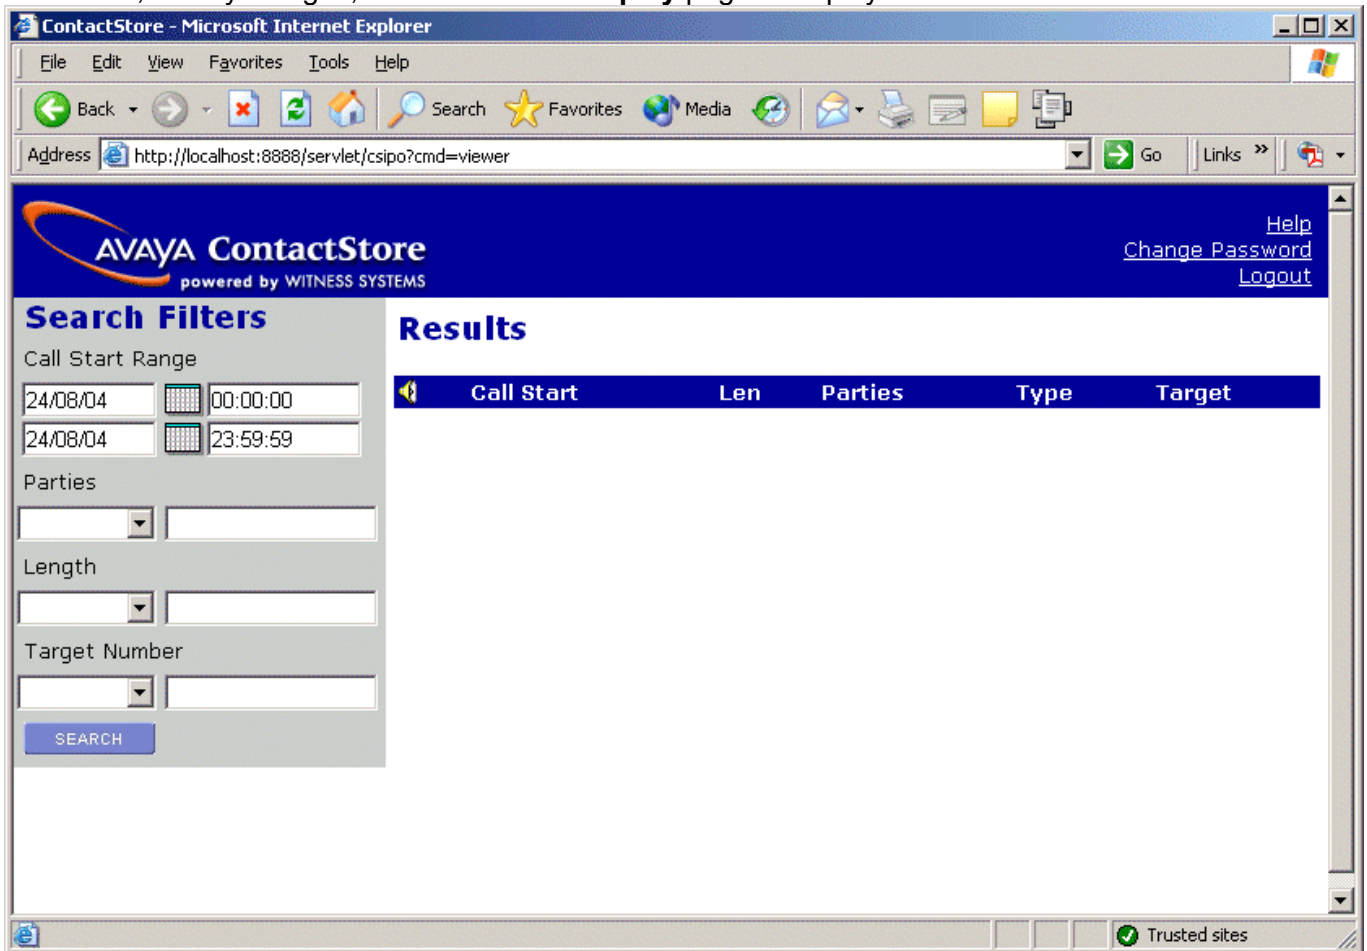 ContactStore - Microsoft Internet Explorer
File Edit View Favorites Tools Help
Back Search Favorites Media
Address http://localhost:8888/servlet/csipo?cmd=viewer Go Links »
AVAYA ContactStore
powered by WITNESS SYSTEMS
Help
Change Password
Logout
Search Filters
Call Start Range
24/08/04 00:00:00
24/08/04 23:59:59
Parties
Length
Target Number
SEARCH
Results
Call Start Len Parties Type Target
Trusted sites